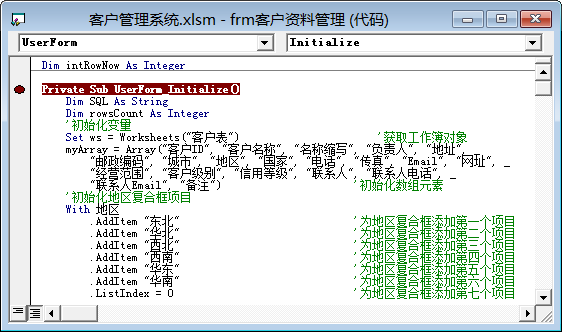 客户管理系统.xlsm - frm客户资料管理 (代码)
UserForm Initialize
Dim intRowNow As Integer
Private Sub UserForm_Initialize()
Dim SQL As String
Dim rowsCount As Integer
'初始化变量
Set ws = Worksheets("客户表") '获取工作簿对象
myArray = Array("客户ID", "客户名称", "名称缩写", "负责人", "地址", _
"邮政编码", "城市", "地区", "国家", "电话", "传真", "Email", "网址", _
"经营范围", "客户级别", "信用等级", "联系人", "联系人电话", _
"联系人Email", "备注") '初始化数组元素
'初始化地区复合框项目
With 地区
.AddItem "东北" '为地区复合框添加第一个项目
.AddItem "华北" '为地区复合框添加第二个项目
.AddItem "西北" '为地区复合框添加第三个项目
.AddItem "西南" '为地区复合框添加第四个项目
.AddItem "华东" '为地区复合框添加第五个项目
.AddItem "华南" '为地区复合框添加第六个项目
.ListIndex = 0 '为地区复合框添加第七个项目